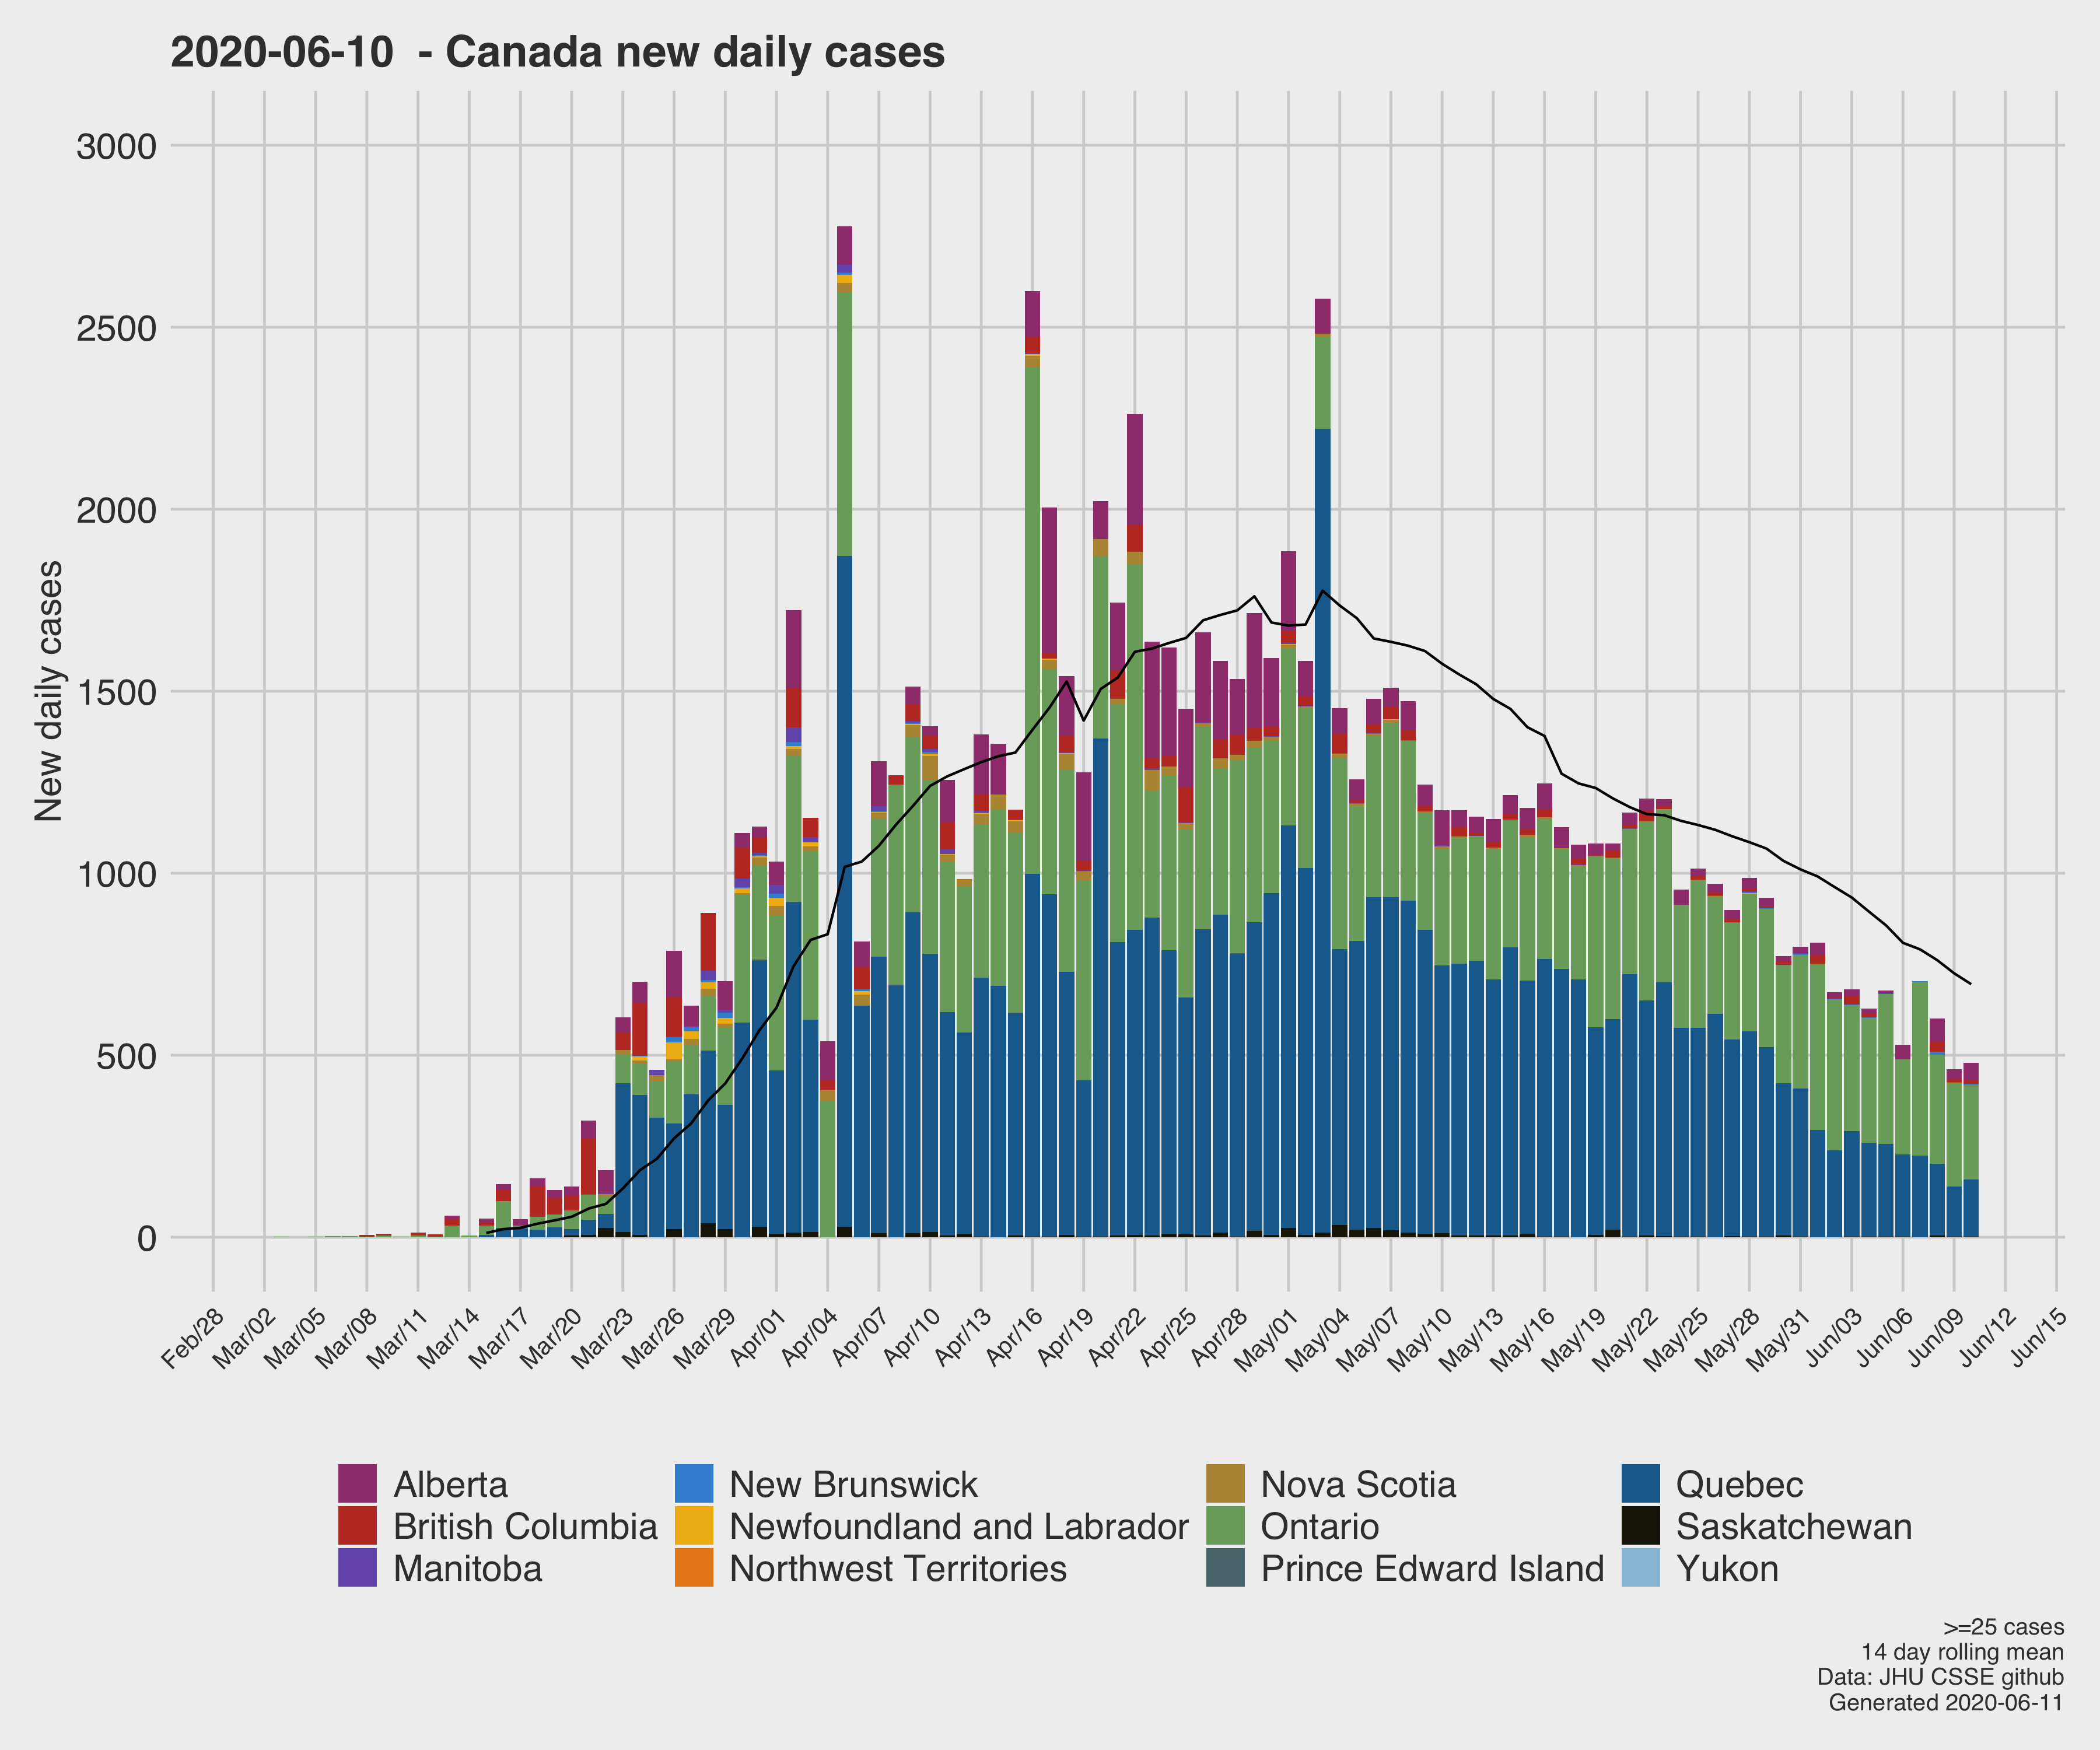 2020-06-10  - Canada new daily cases
New daily cases
3000
2500
2000
1500
1000
500
0
Feb/28 Mar/02 Mar/05 Mar/08 Mar/11 Mar/14 Mar/17 Mar/20 Mar/23 Mar/26 Mar/29 Apr/01 Apr/04 Apr/07 Apr/10 Apr/13 Apr/16 Apr/19 Apr/22 Apr/25 Apr/28 May/01 May/04 May/07 May/10 May/13 May/16 May/19 May/22 May/25 May/28 May/31 Jun/03 Jun/06 Jun/09 Jun/12 Jun/15
Alberta New Brunswick Nova Scotia Quebec
British Columbia Newfoundland and Labrador Ontario Saskatchewan
Manitoba Northwest Territories Prince Edward Island Yukon
>=25 cases
14 day rolling mean
Data: JHU CSSE github
Generated 2020-06-11